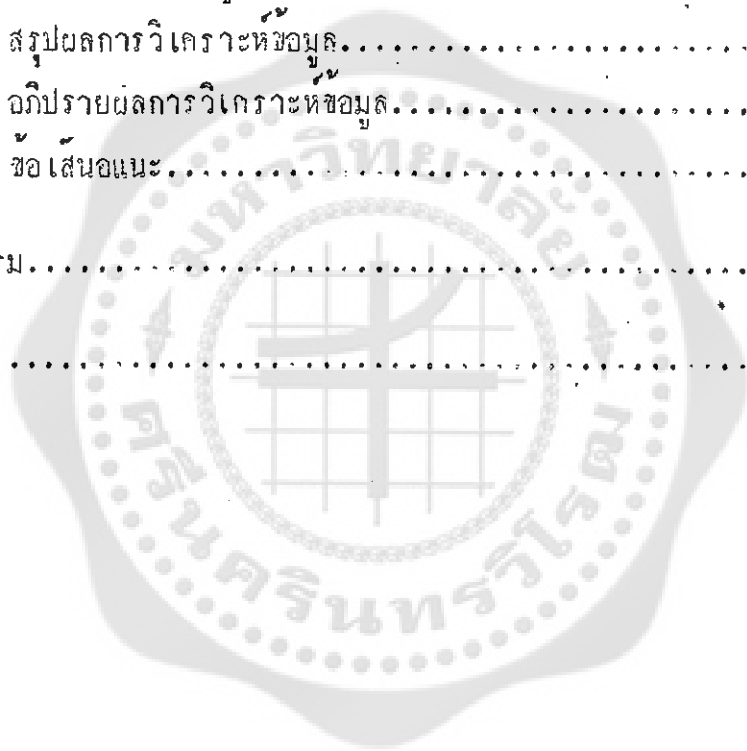 สรุปผลการวิเคราะห์ข้อมูล
อภิปรายผลการวิเคราะห์ข้อมูล
ข้อเสนอแนะ
มหาวิทยาลัย
ศรีนครินทรวิโรฒ